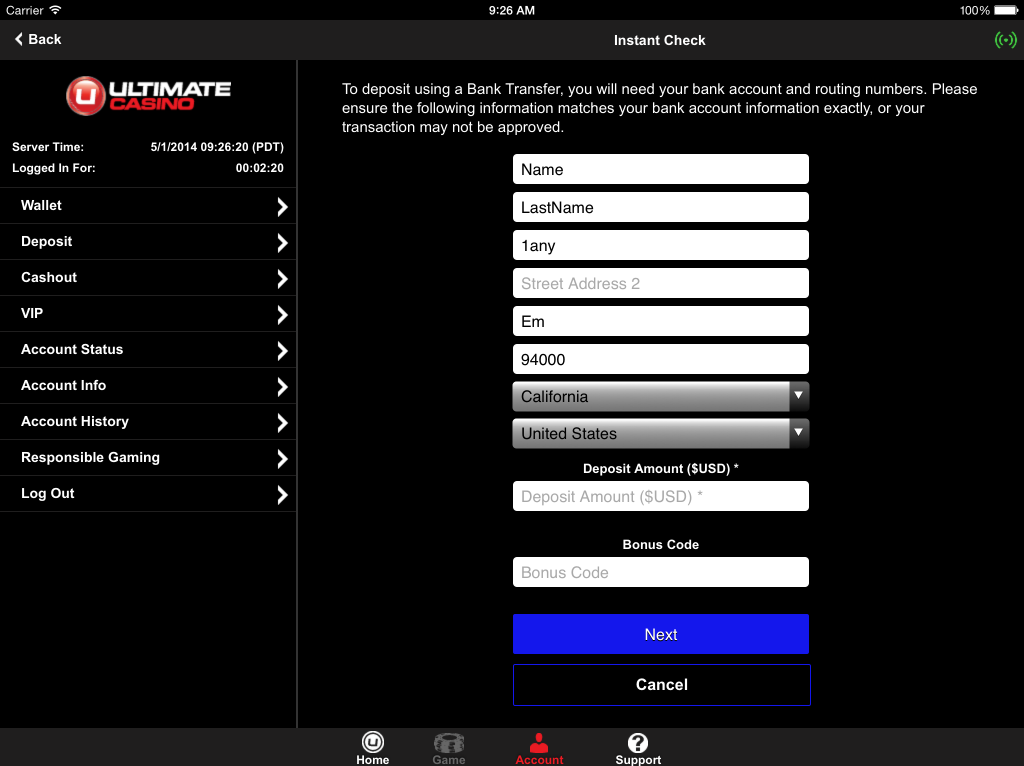 Carrier 9:26 AM 100%
Back Instant Check
U ULTIMATE
CASINO
Server Time: 5/1/2014 09:26:20 (PDT)
Logged In For: 00:02:20
Wallet
Deposit
Cashout
VIP
Account Status
Account Info
Account History
Responsible Gaming
Log Out
To deposit using a Bank Transfer, you will need your bank account and routing numbers. Please
ensure the following information matches your bank account information exactly, or your
transaction may not be approved.
Name
LastName
1any
Street Address 2
Em
94000
California
United States
Deposit Amount ($USD) *
Deposit Amount ($USD) *
Bonus Code
Bonus Code
Next
Cancel
Home Game Account Support